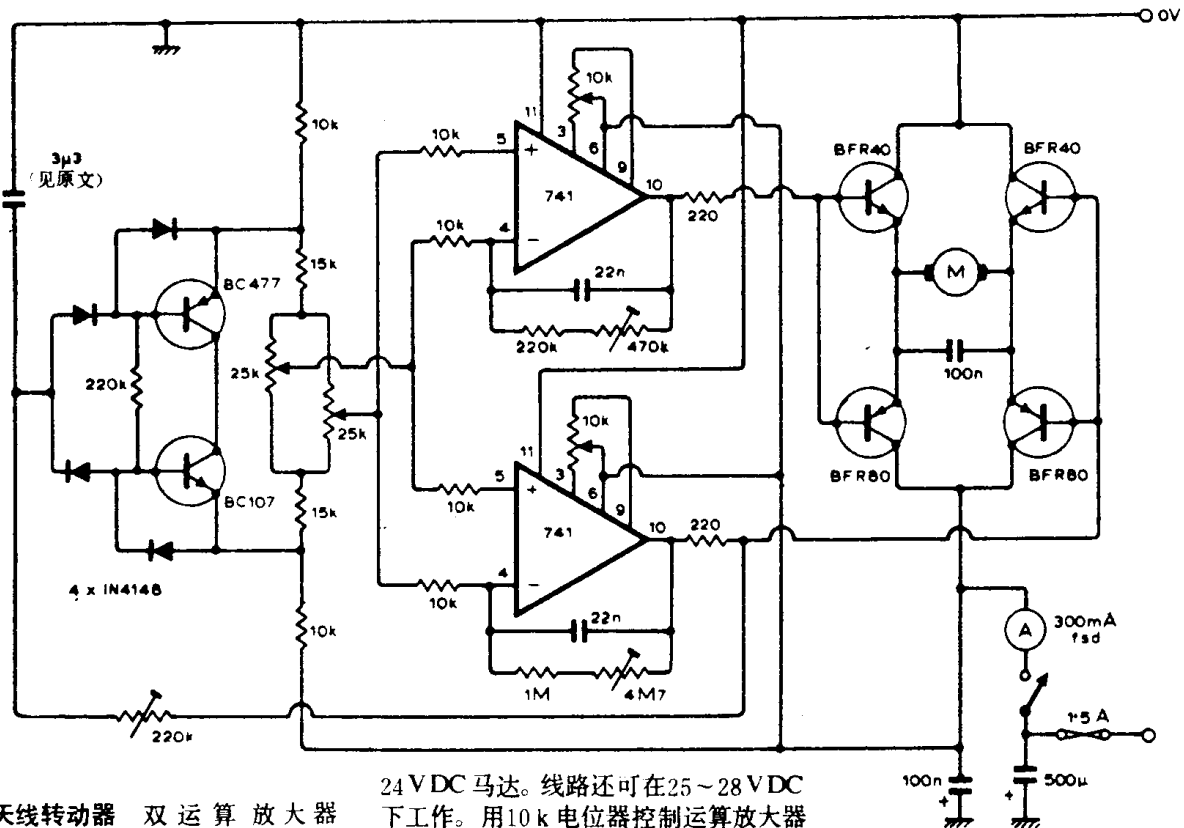 0V
10k
10k
3µ3
(见原文)
11
3
6
9
10k
5
+
741
10
220
BFR40
BFR40
10k
4
−
15k
BC477
22n
M
220k
470k
100n
220k
25k
25k
10k
11
3
6
9
BFR80
BFR80
BC107
15k
5
+
10k
741
10
220
4
−
10k
4 x IN4148
22n
10k
A
300mA
fsd
1M
4M7
220k
1·5 A
100n
+
500µ
+
天线转动器 双运算放大器
24VDC马达。线路还可在25~28VDC
下工作。用10k电位器控制运算放大器